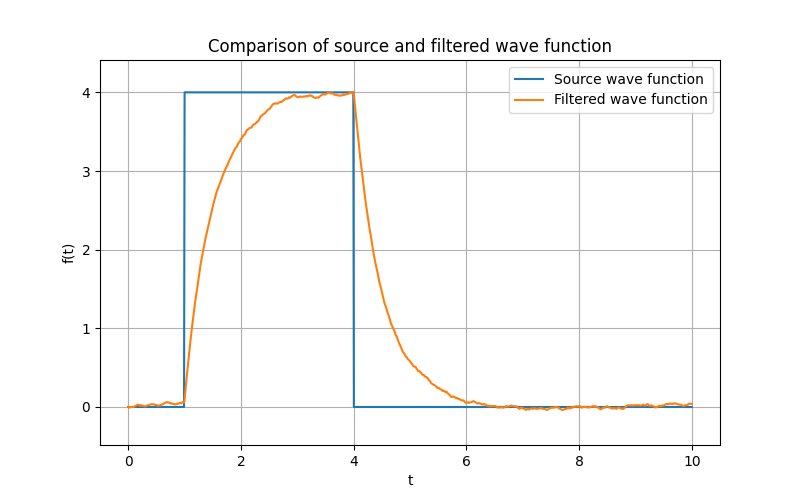 Comparison of source and filtered wave function
Source wave function
Filtered wave function
4
3
2
1
0
f(t)
0 2 4 6 8 10
t